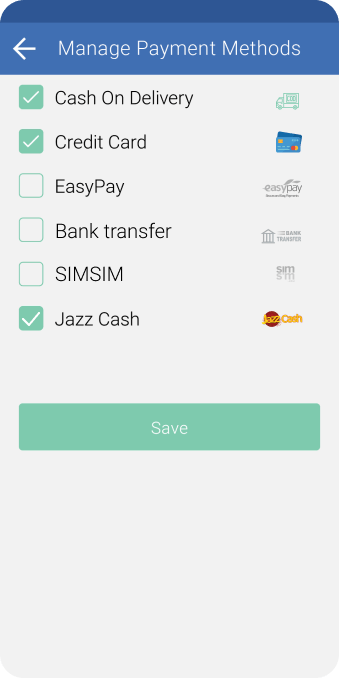 Manage Payment Methods
Cash On Delivery
Credit Card
EasyPay
easypay
Bank transfer
BANK
TRANSFER
SIMSIM
sim
sim
Jazz Cash
JazzCash
Save